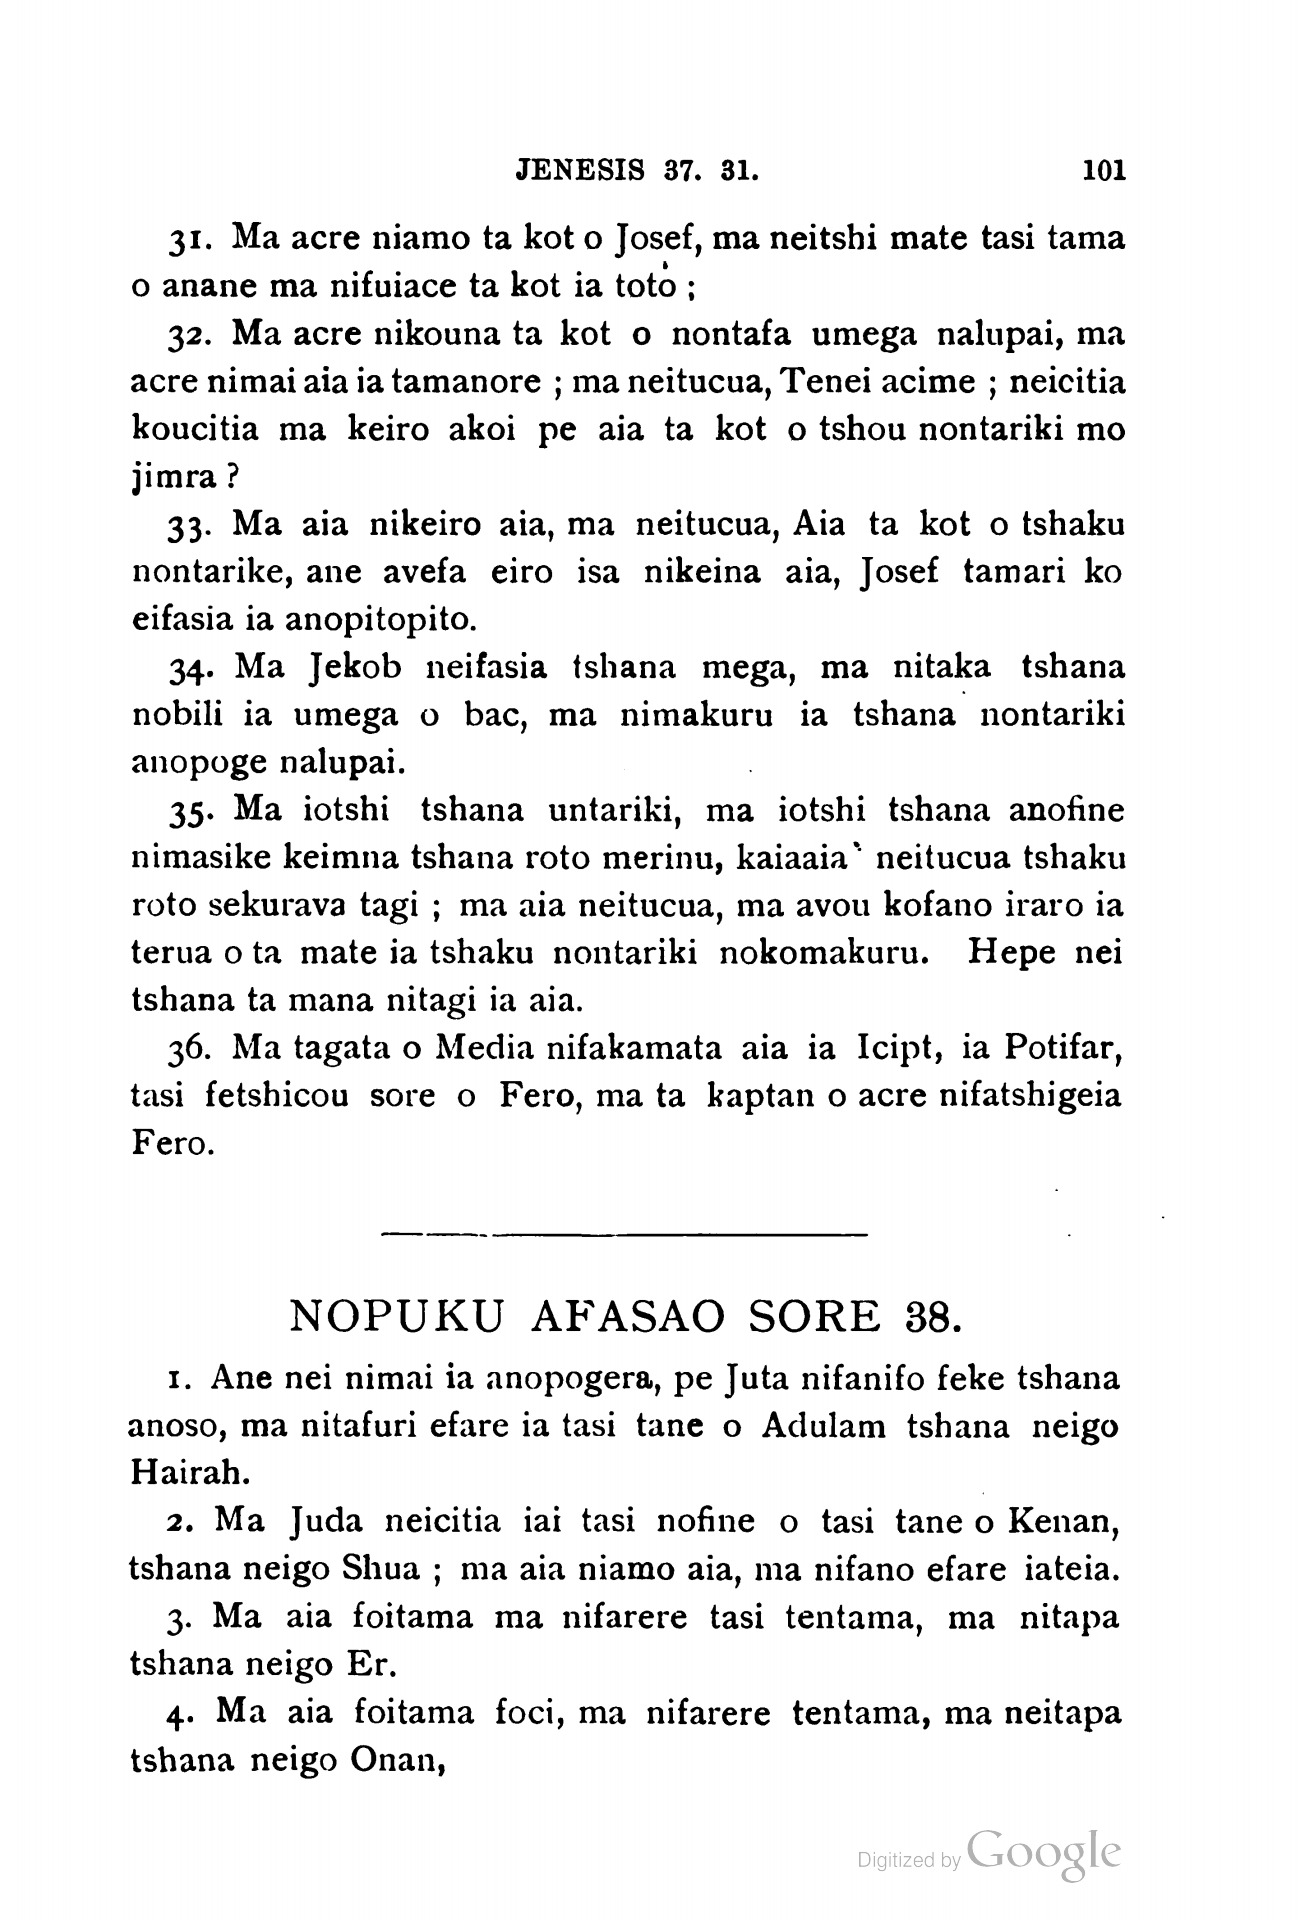 JENESIS 37. 31. 101
31. Ma acre niamo ta kot o Josef, ma neitshi mate tasi tama
o anane ma nifuiace ta kot ia toto ;
32. Ma acre nikouna ta kot o nontafa umega nalupai, ma
acre nimai aia ia tamanore ; ma neitucua, Tenei acime ; neicitia
koucitia ma keiro akoi pe aia ta kot o tshou nontariki mo
jimra ?
33. Ma aia nikeiro aia, ma neitucua, Aia ta kot o tshaku
nontarike, ane avefa eiro isa nikeina aia, Josef tamari ko
eifasia ia anopitopito.
34. Ma Jekob neifasia tshana mega, ma nitaka tshana
nobili ia umega o bac, ma nimakuru ia tshana nontariki
anopoge nalupai.
35. Ma iotshi tshana untariki, ma iotshi tshana anofine
nimasike keimna tshana roto merinu, kaiaaia` neitucua tshaku
roto sekurava tagi ; ma aia neitucua, ma avou kofano iraro ia
terua o ta mate ia tshaku nontariki nokomakuru. Hepe nei
tshana ta mana nitagi ia aia.
36. Ma tagata o Media nifakamata aia ia Icipt, ia Potifar,
tasi fetshicou sore o Fero, ma ta kaptan o acre nifatshigeia
Fero.
NOPUKU AFASAO SORE 38.
1. Ane nei nimai ia anopogera, pe Juta nifanifo feke tshana
anoso, ma nitafuri efare ia tasi tane o Adulam tshana neigo
Hairah.
2. Ma Juda neicitia iai tasi nofine o tasi tane o Kenan,
tshana neigo Shua ; ma aia niamo aia, ma nifano efare iateia.
3. Ma aia foitama ma nifarere tasi tentama, ma nitapa
tshana neigo Er.
4. Ma aia foitama foci, ma nifarere tentama, ma neitapa
tshana neigo Onan,
Digitized by Google